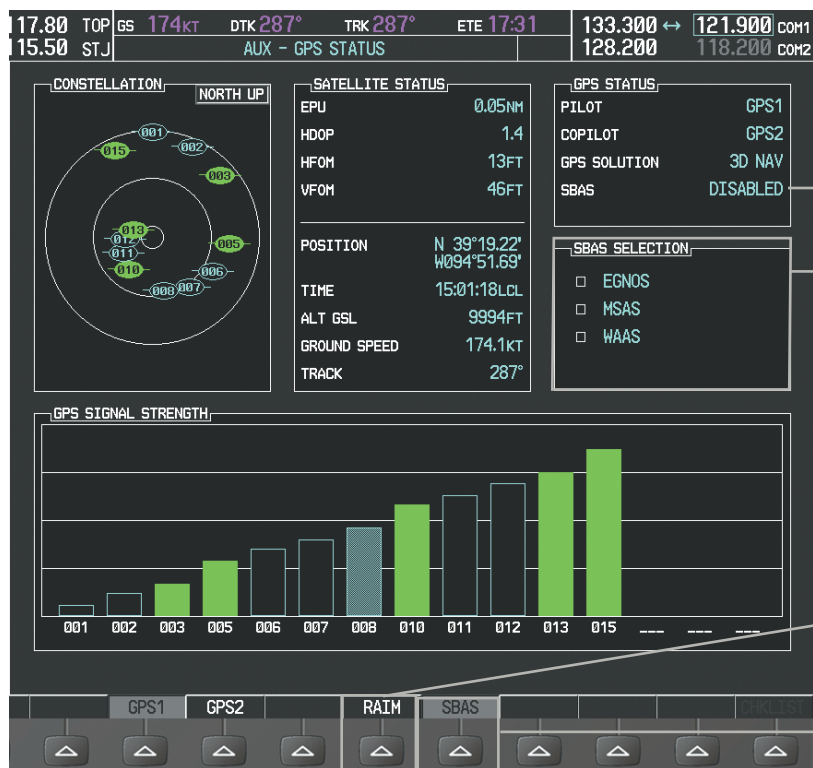 17.80 TOP GS 174KT DTK 287° TRK 287° ETE 17:31 133.300 ↔ 121.900 COM1
15.50 STJ AUX - GPS STATUS 128.200 118.200 COM2
CONSTELLATION
NORTH UP
001
002
015
003
013
012
005
011
010
006
008 007
SATELLITE STATUS
EPU 0.05NM
HDOP 1.4
HFOM 13FT
VFOM 46FT
POSITION N 39°19.22'
W094°51.69'
TIME 15:01:18LCL
ALT GSL 9994FT
GROUND SPEED 174.1KT
TRACK 287°
GPS STATUS
PILOT GPS1
COPILOT GPS2
GPS SOLUTION 3D NAV
SBAS DISABLED
SBAS SELECTION
EGNOS
MSAS
WAAS
GPS SIGNAL STRENGTH
001 002 003 005 006 007 008 010 011 012 013 015 ___ ___ ___
GPS1 GPS2 RAIM SBAS CHKLIST